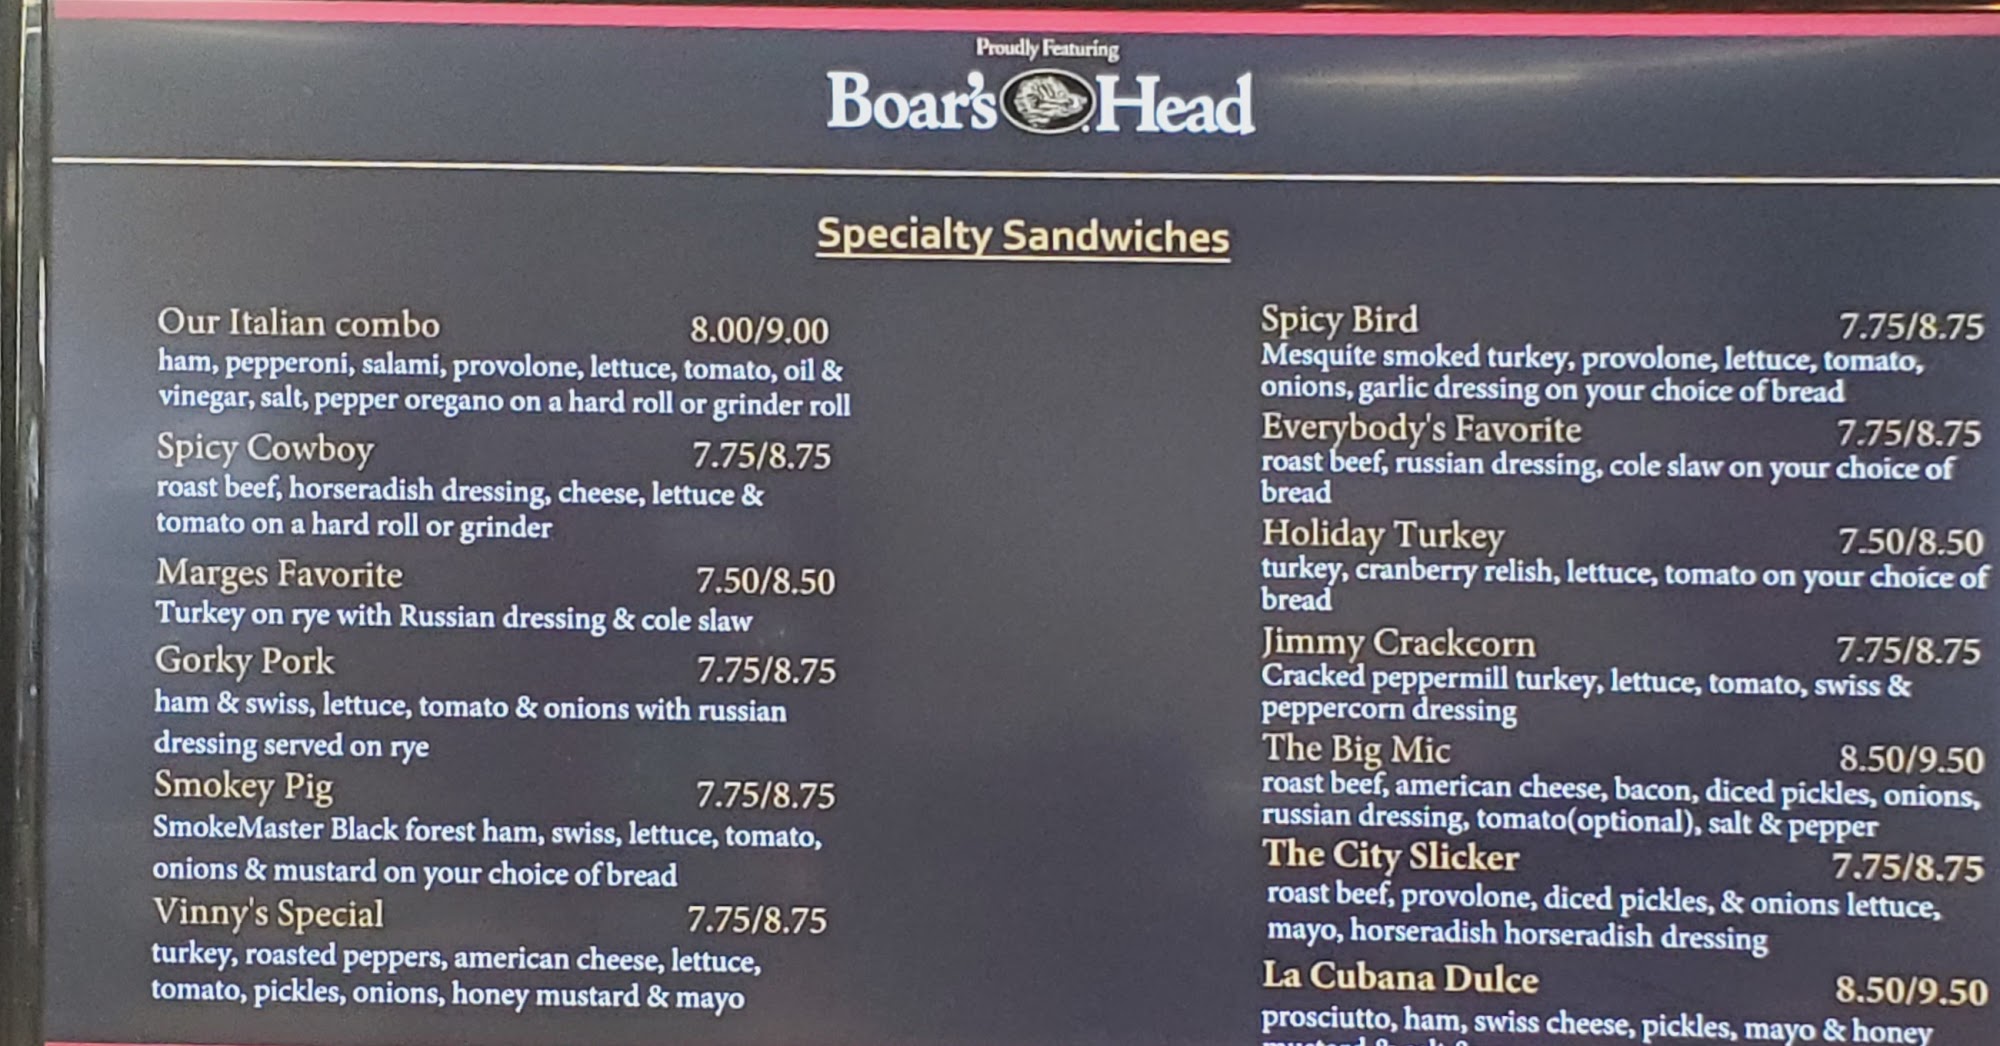 Proudly Featuring
Boar's Head
Specialty Sandwiches
Our Italian combo 8.00/9.00
ham, pepperoni, salami, provolone, lettuce, tomato, oil &
vinegar, salt, pepper oregano on a hard roll or grinder roll
Spicy Cowboy 7.75/8.75
roast beef, horseradish dressing, cheese, lettuce &
tomato on a hard roll or grinder
Marges Favorite 7.50/8.50
Turkey on rye with Russian dressing & cole slaw
Gorky Pork 7.75/8.75
ham & swiss, lettuce, tomato & onions with russian
dressing served on rye
Smokey Pig 7.75/8.75
SmokeMaster Black forest ham, swiss, lettuce, tomato,
onions & mustard on your choice of bread
Vinny's Special 7.75/8.75
turkey, roasted peppers, american cheese, lettuce,
tomato, pickles, onions, honey mustard & mayo
Spicy Bird 7.75/8.75
Mesquite smoked turkey, provolone, lettuce, tomato,
onions, garlic dressing on your choice of bread
Everybody's Favorite 7.75/8.75
roast beef, russian dressing, cole slaw on your choice of
bread
Holiday Turkey 7.50/8.50
turkey, cranberry relish, lettuce, tomato on your choice of
bread
Jimmy Crackcorn 7.75/8.75
Cracked peppermill turkey, lettuce, tomato, swiss &
peppercorn dressing
The Big Mic 8.50/9.50
roast beef, american cheese, bacon, diced pickles, onions,
russian dressing, tomato(optional), salt & pepper
The City Slicker 7.75/8.75
roast beef, provolone, diced pickles, & onions lettuce,
mayo, horseradish horseradish dressing
La Cubana Dulce 8.50/9.50
prosciutto, ham, swiss cheese, pickles, mayo & honey